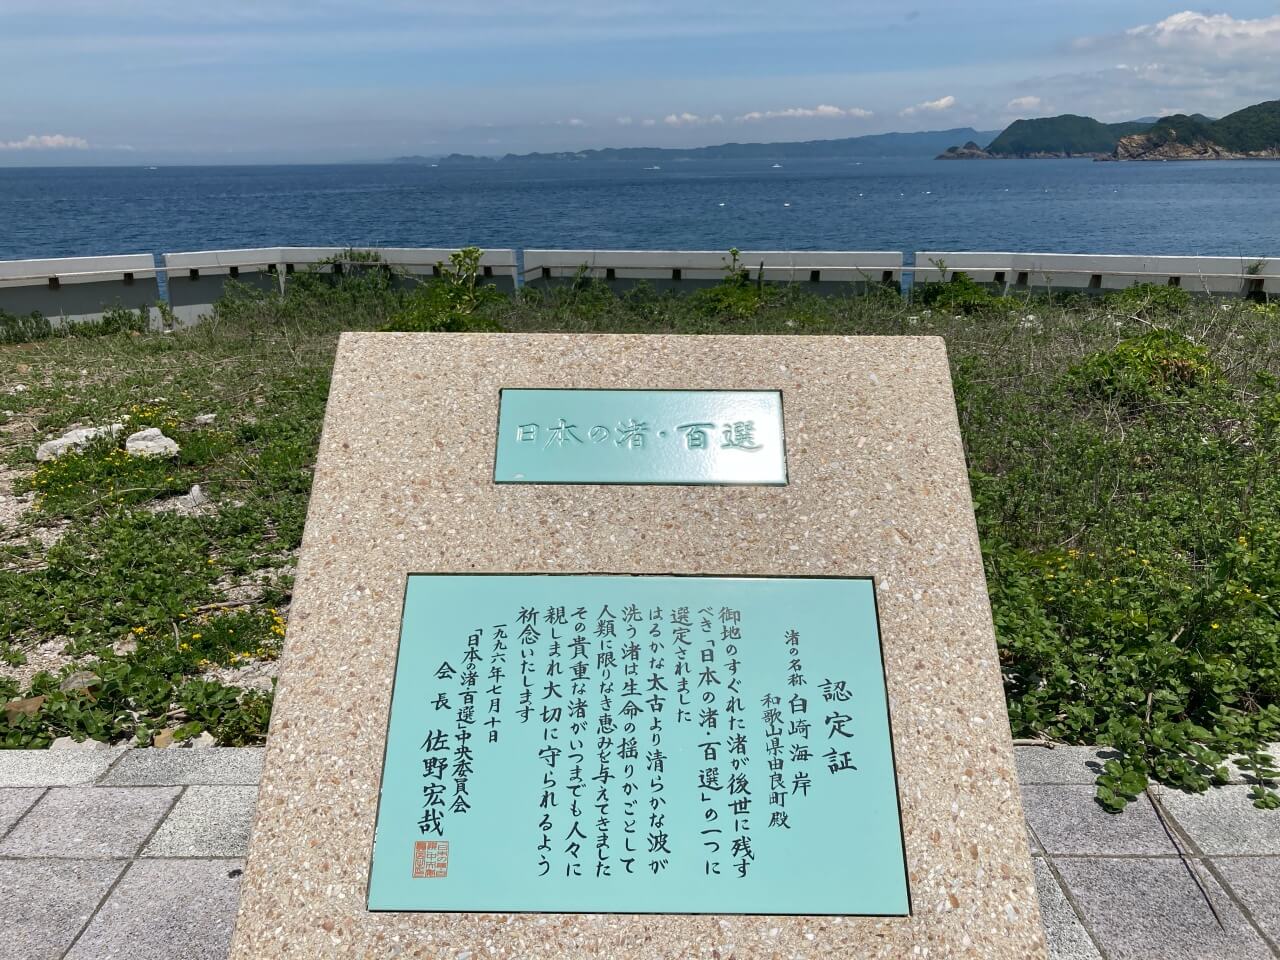 日本の渚・百選
認定証
渚の名称 白崎海岸
和歌山県由良町殿
御地のすぐれた渚が後世に残す
べき「日本の渚・百選」の一つに
選定されました
はるかな太古より清らかな波が
洗う渚は生命の揺りかごとして
人類に限りなき恵みを与えてきました
その貴重な渚がいつまでも人々に
親しまれ大切に守られるよう
祈念いたします
一九九六年七月十日
「日本の渚百選」中央委員会
会長 佐野宏哉